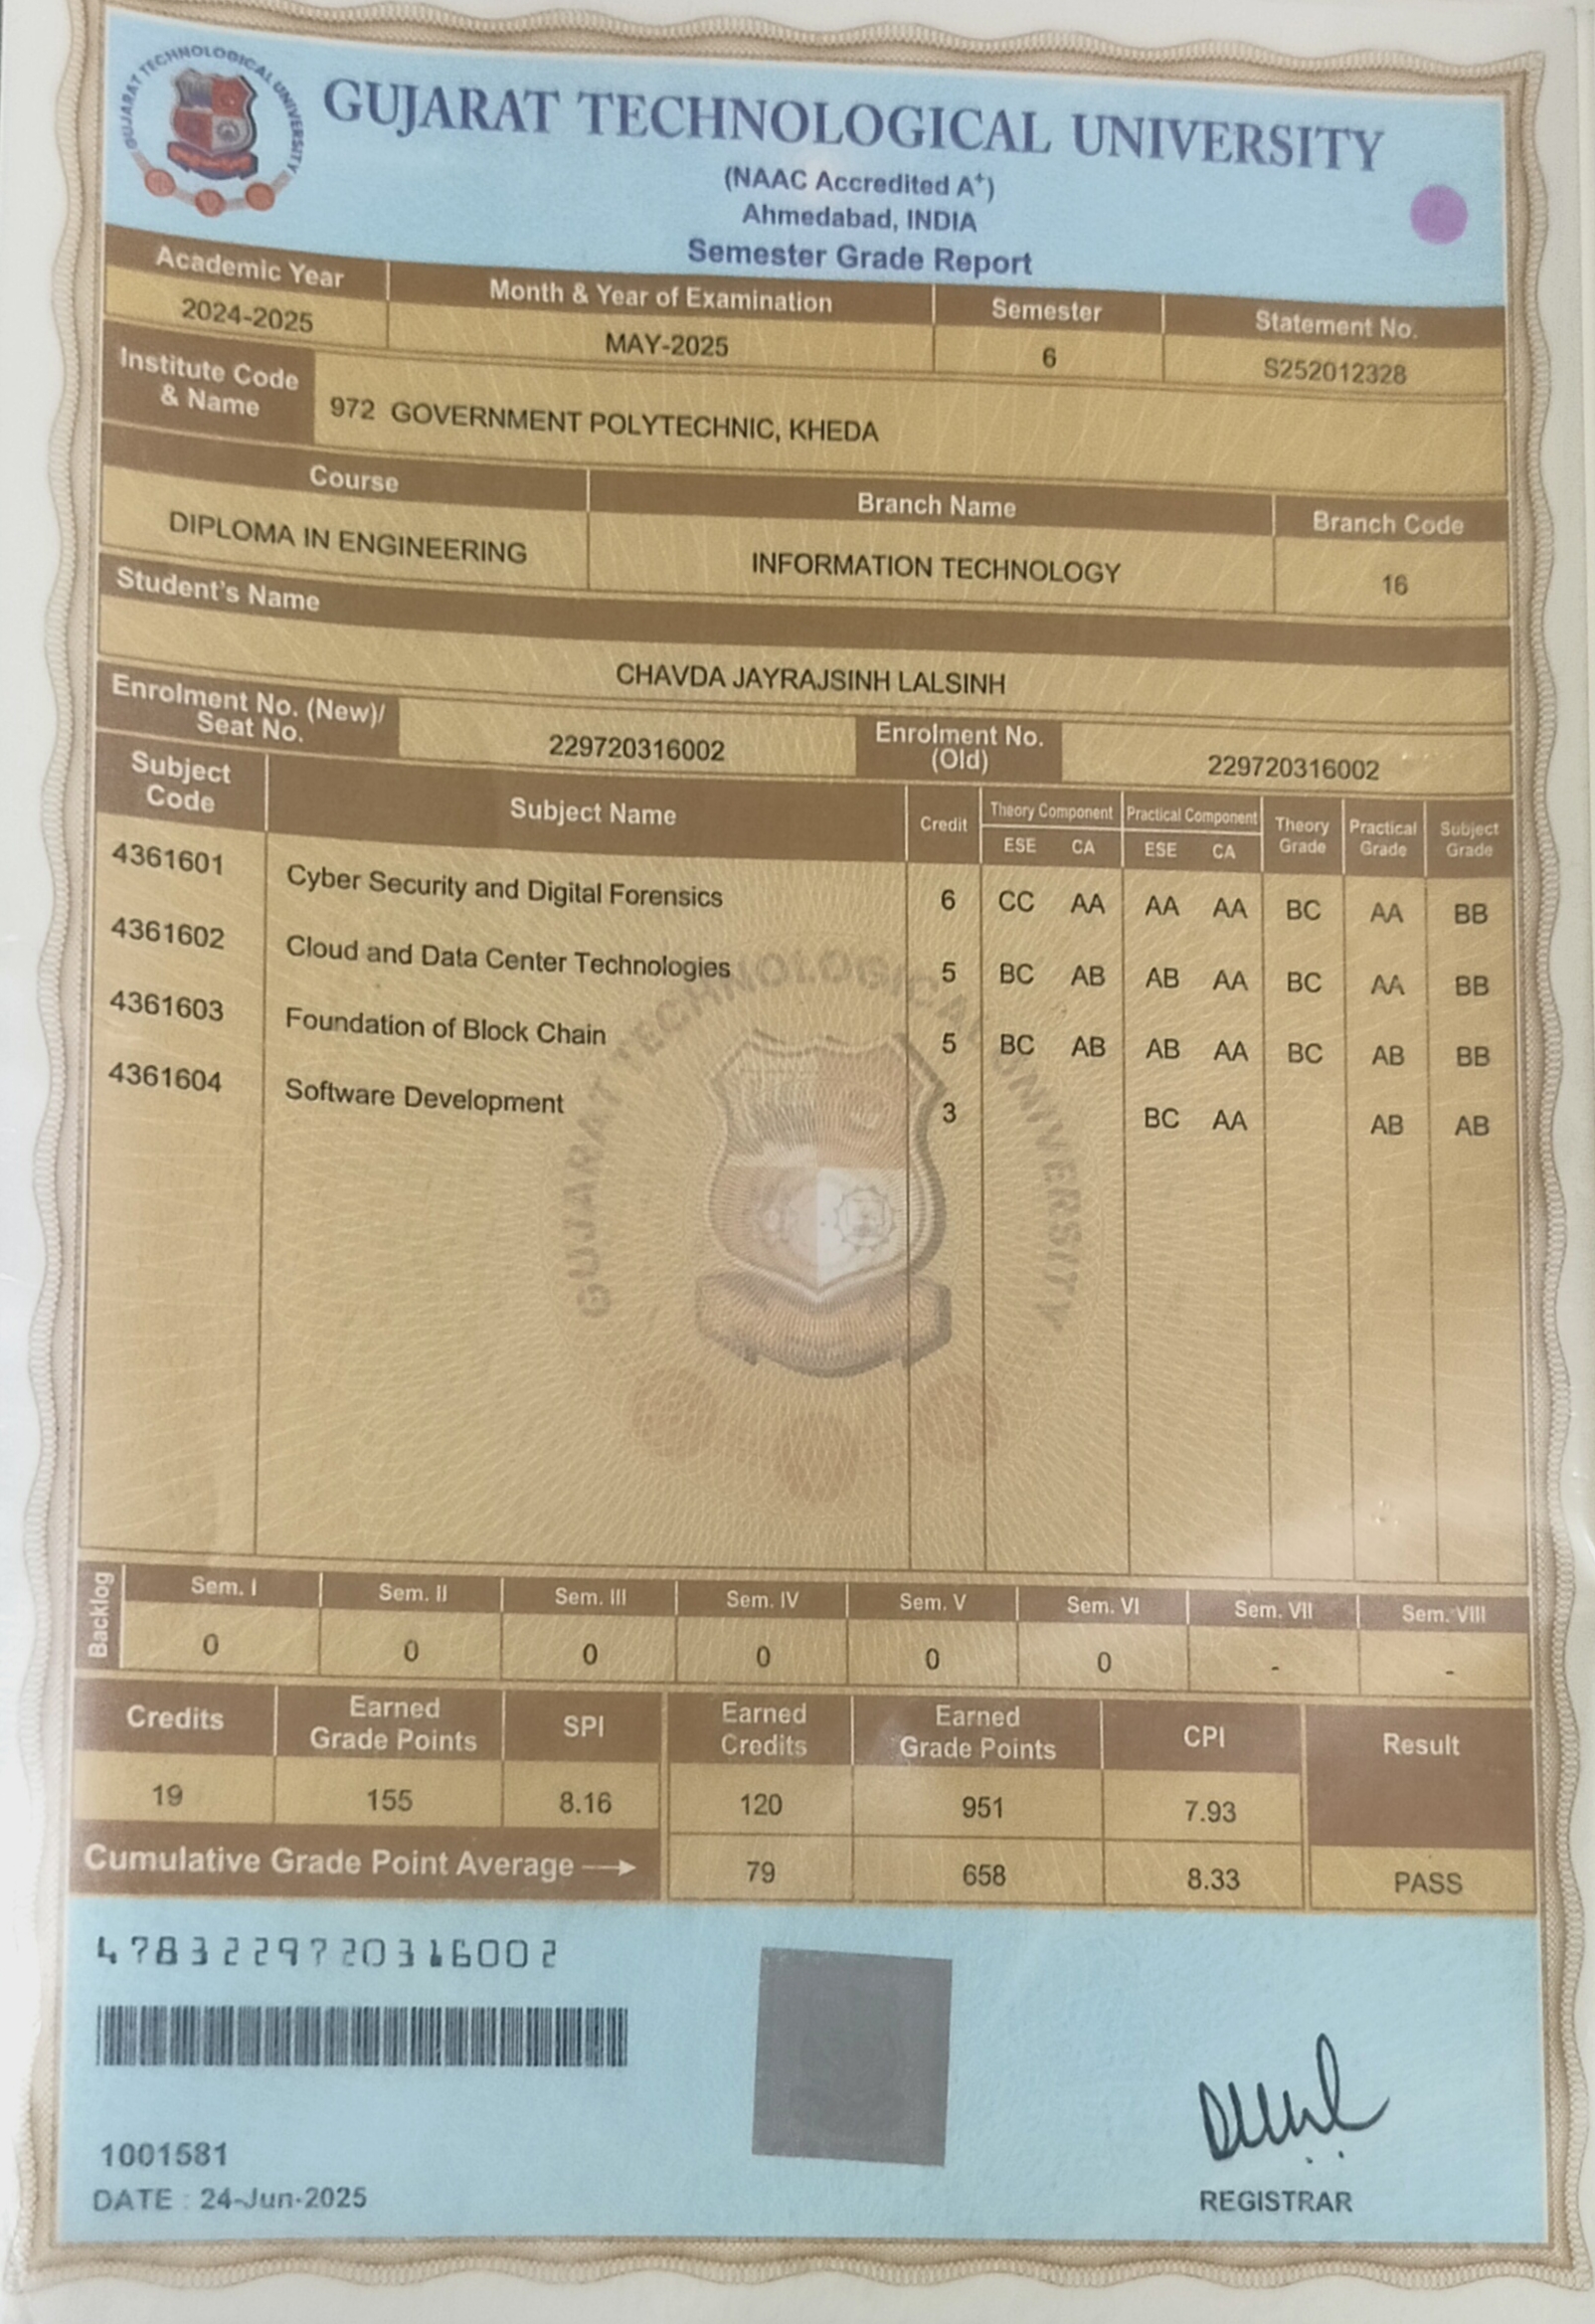 GUJARAT TECHNOLOGICAL UNIVERSITY
GUJARAT TECHNOLOGICAL UNIVERSITY
(NAAC Accredited A+)
Ahmedabad, INDIA
Semester Grade Report
Academic Year Month & Year of Examination Semester Statement No.
2024-2025 MAY-2025 6 S252012328
Institute Code & Name 972 GOVERNMENT POLYTECHNIC, KHEDA
Course Branch Name Branch Code
DIPLOMA IN ENGINEERING INFORMATION TECHNOLOGY 16
Student's Name
CHAVDA JAYRAJSINH LALSINH
Enrolment No. (New)/ Seat No. 229720316002 Enrolment No. (Old) 229720316002
Subject Code Subject Name Credit Theory Component Practical Component Theory Grade Practical Grade Subject Grade
ESE CA ESE CA
4361601 Cyber Security and Digital Forensics 6 CC AA AA AA BC AA BB
4361602 Cloud and Data Center Technologies 5 BC AB AB AA BC AA BB
4361603 Foundation of Block Chain 5 BC AB AB AA BC AB BB
4361604 Software Development 3 BC AA AB AB
GUJARAT TECHNOLOGICAL UNIVERSITY
Backlog Sem. I Sem. II Sem. III Sem. IV Sem. V Sem. VI Sem. VII Sem. VIII
0 0 0 0 0 0 - -
Credits Earned Grade Points SPI Earned Credits Earned Grade Points CPI Result
19 155 8.16 120 951 7.93
Cumulative Grade Point Average 79 658 8.33 PASS
4783229720316002
1001581
DATE : 24-Jun-2025
REGISTRAR